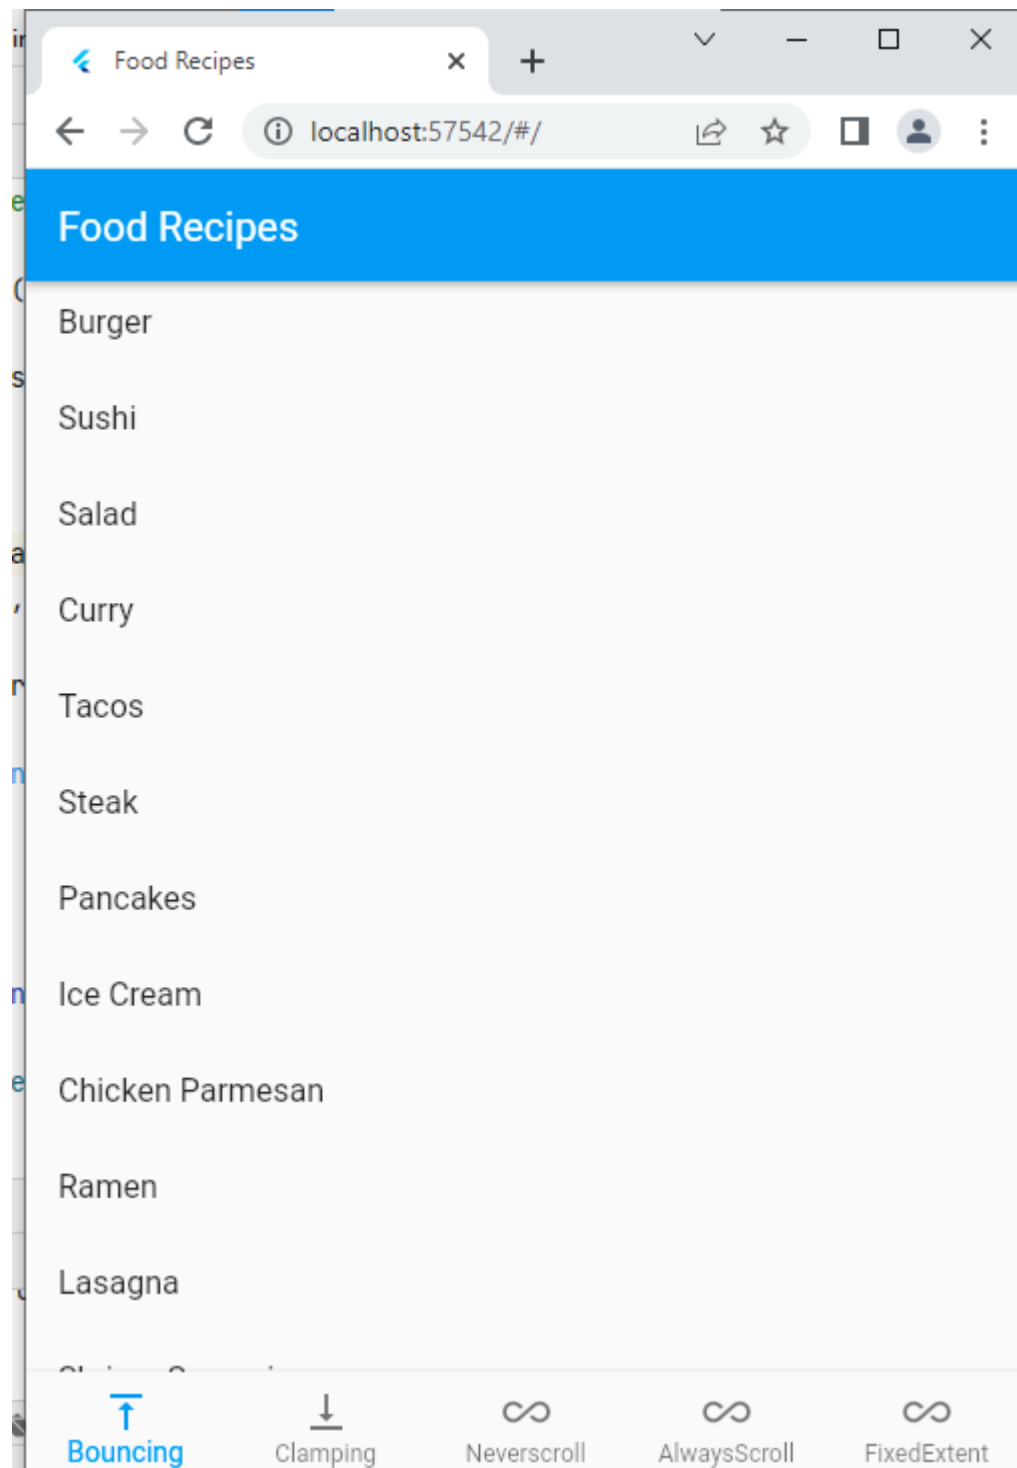 Food Recipes
localhost:57542/#/
Food Recipes
Burger
Sushi
Salad
Curry
Tacos
Steak
Pancakes
Ice Cream
Chicken Parmesan
Ramen
Lasagna
Bouncing Clamping Neverscroll AlwaysScroll FixedExtent